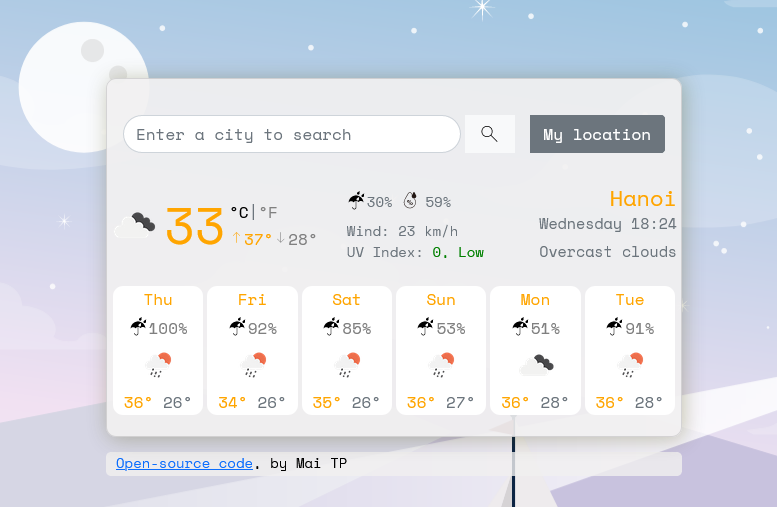 Enter a city to search
My location
33 °C|°F
↑37° ↓28°
30% 59%
Wind: 23 km/h
UV Index: 0, Low
Hanoi
Wednesday 18:24
Overcast clouds
Thu Fri Sat Sun Mon Tue
100% 92% 85% 53% 51% 91%
36° 26° 34° 26° 35° 26° 36° 27° 36° 28° 36° 28°
Open-source code, by Mai TP